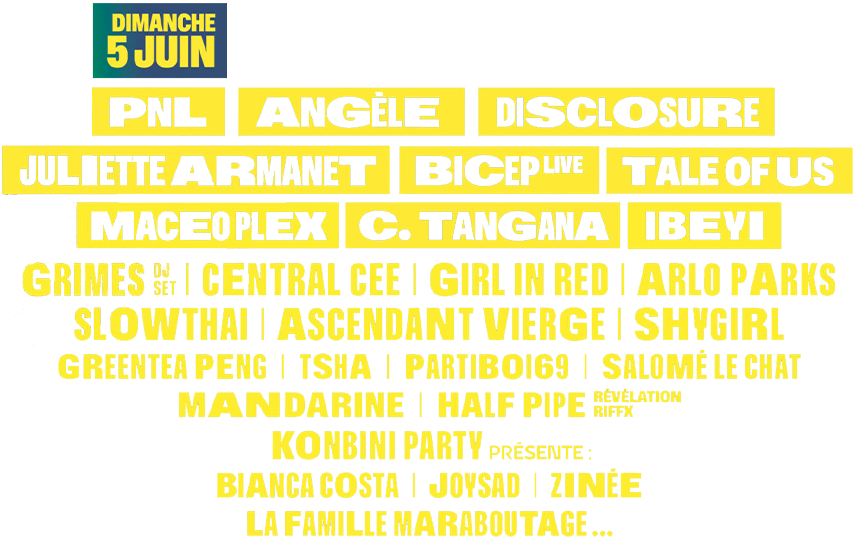 DIMANCHE
5 JUIN
PNL ANGÈLE DISCLOSURE
JULIETTE ARMANET BICEP LIVE TALE OF US
MACEO PLEX C. TANGANA IBEYI
GRIMES DJ SET | CENTRAL CEE | GIRL IN RED | ARLO PARKS
SLOWTHAI | ASCENDANT VIERGE | SHYGIRL
GREENTEA PENG | TSHA | PARTIBOI69 | SALOMÉ LE CHAT
MANDARINE | HALF PIPE RÉVÉLATION RIFFX
KONBINI PARTY PRÉSENTE :
BIANCA COSTA | JOYSAD | ZINÉE
LA FAMILLE MARABOUTAGE ...